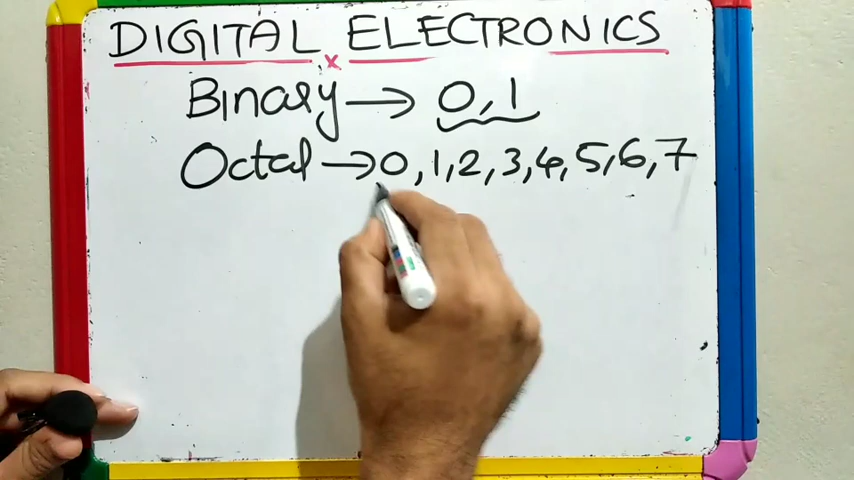 DIGITAL ELECTRONICS
Binary → 0, 1
Octal → 0, 1, 2, 3, 4, 5, 6, 7